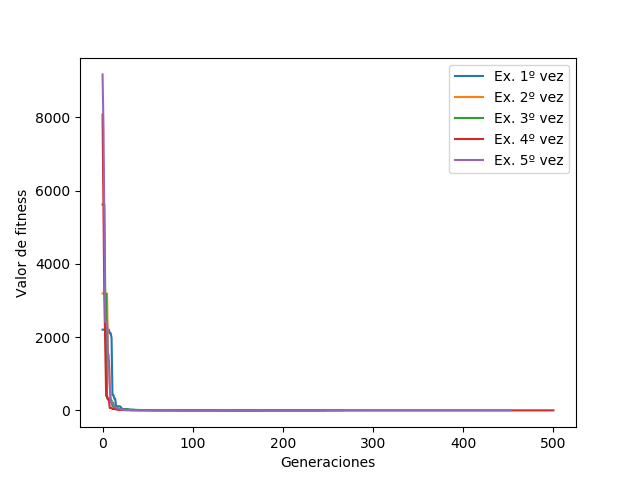 Ex. 1º vez
Ex. 2º vez
Ex. 3º vez
Ex. 4º vez
Ex. 5º vez
Valor de fitness
8000
6000
4000
2000
0
0 100 200 300 400 500
Generaciones